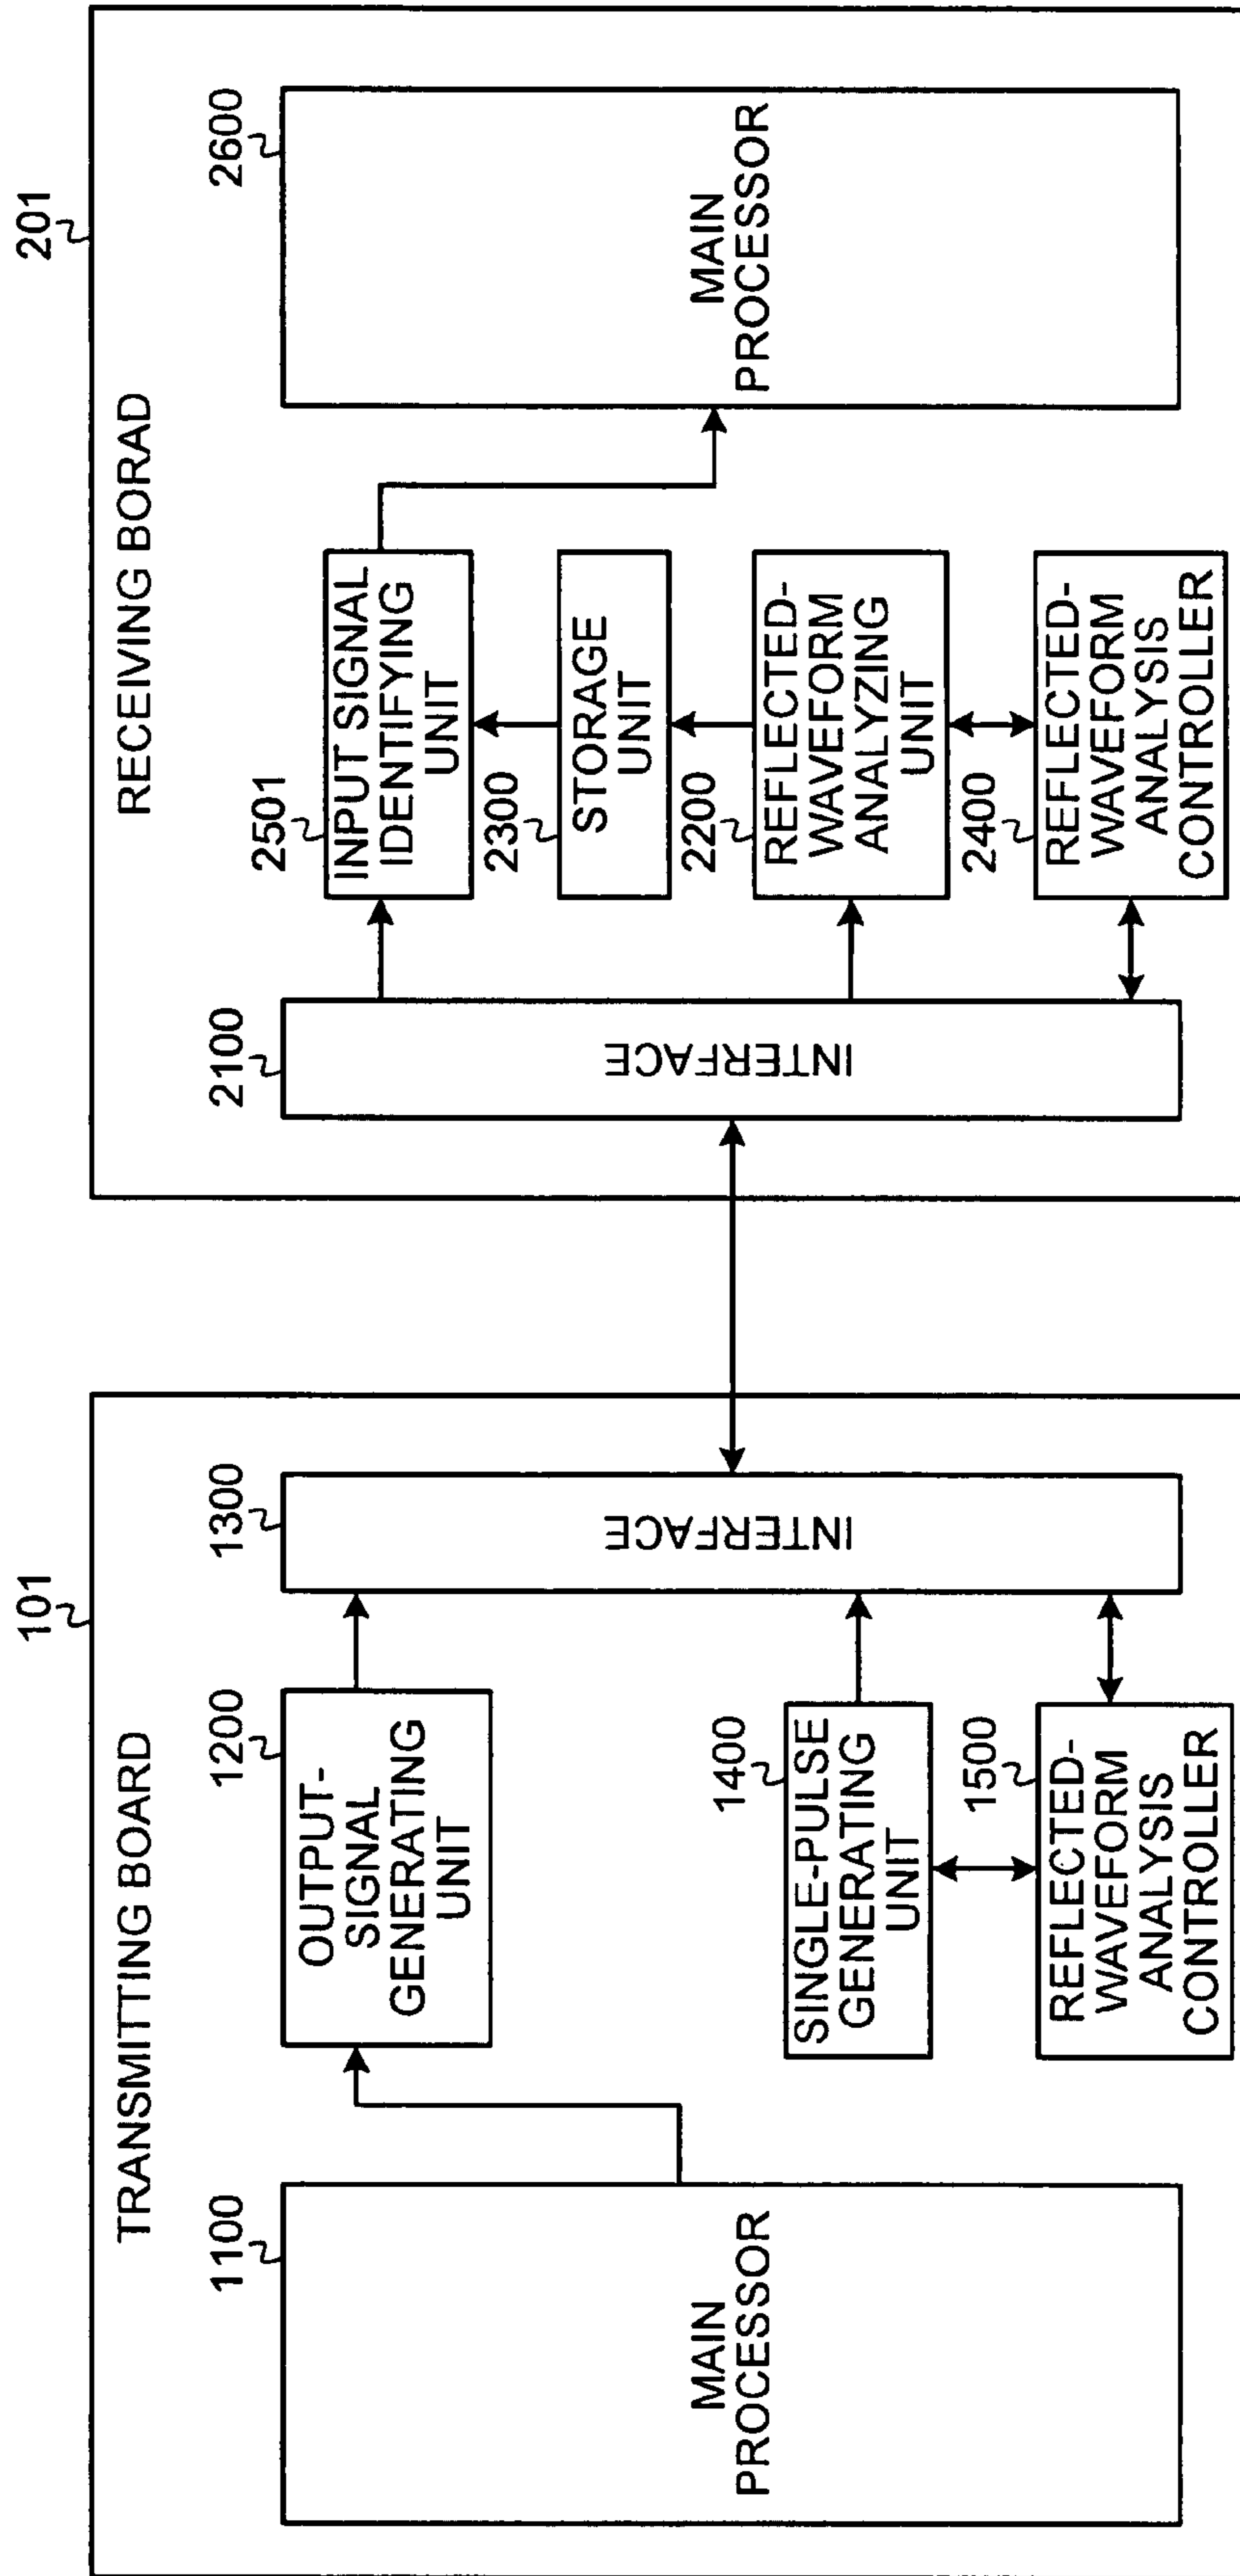 101
TRANSMITTING BOARD
1100
MAIN
PROCESSOR
1200
OUTPUT-
SIGNAL
GENERATING
UNIT
1400
SINGLE-PULSE
GENERATING
UNIT
1500
REFLECTED-
WAVEFORM
ANALYSIS
CONTROLLER
1300
INTERFACE
201
RECEIVING BORAD
2100
INTERFACE
2501
INPUT SIGNAL
IDENTIFYING
UNIT
2300
STORAGE
UNIT
2200
REFLECTED-
WAVEFORM
ANALYZING
UNIT
2400
REFLECTED-
WAVEFORM
ANALYSIS
CONTROLLER
2600
MAIN
PROCESSOR